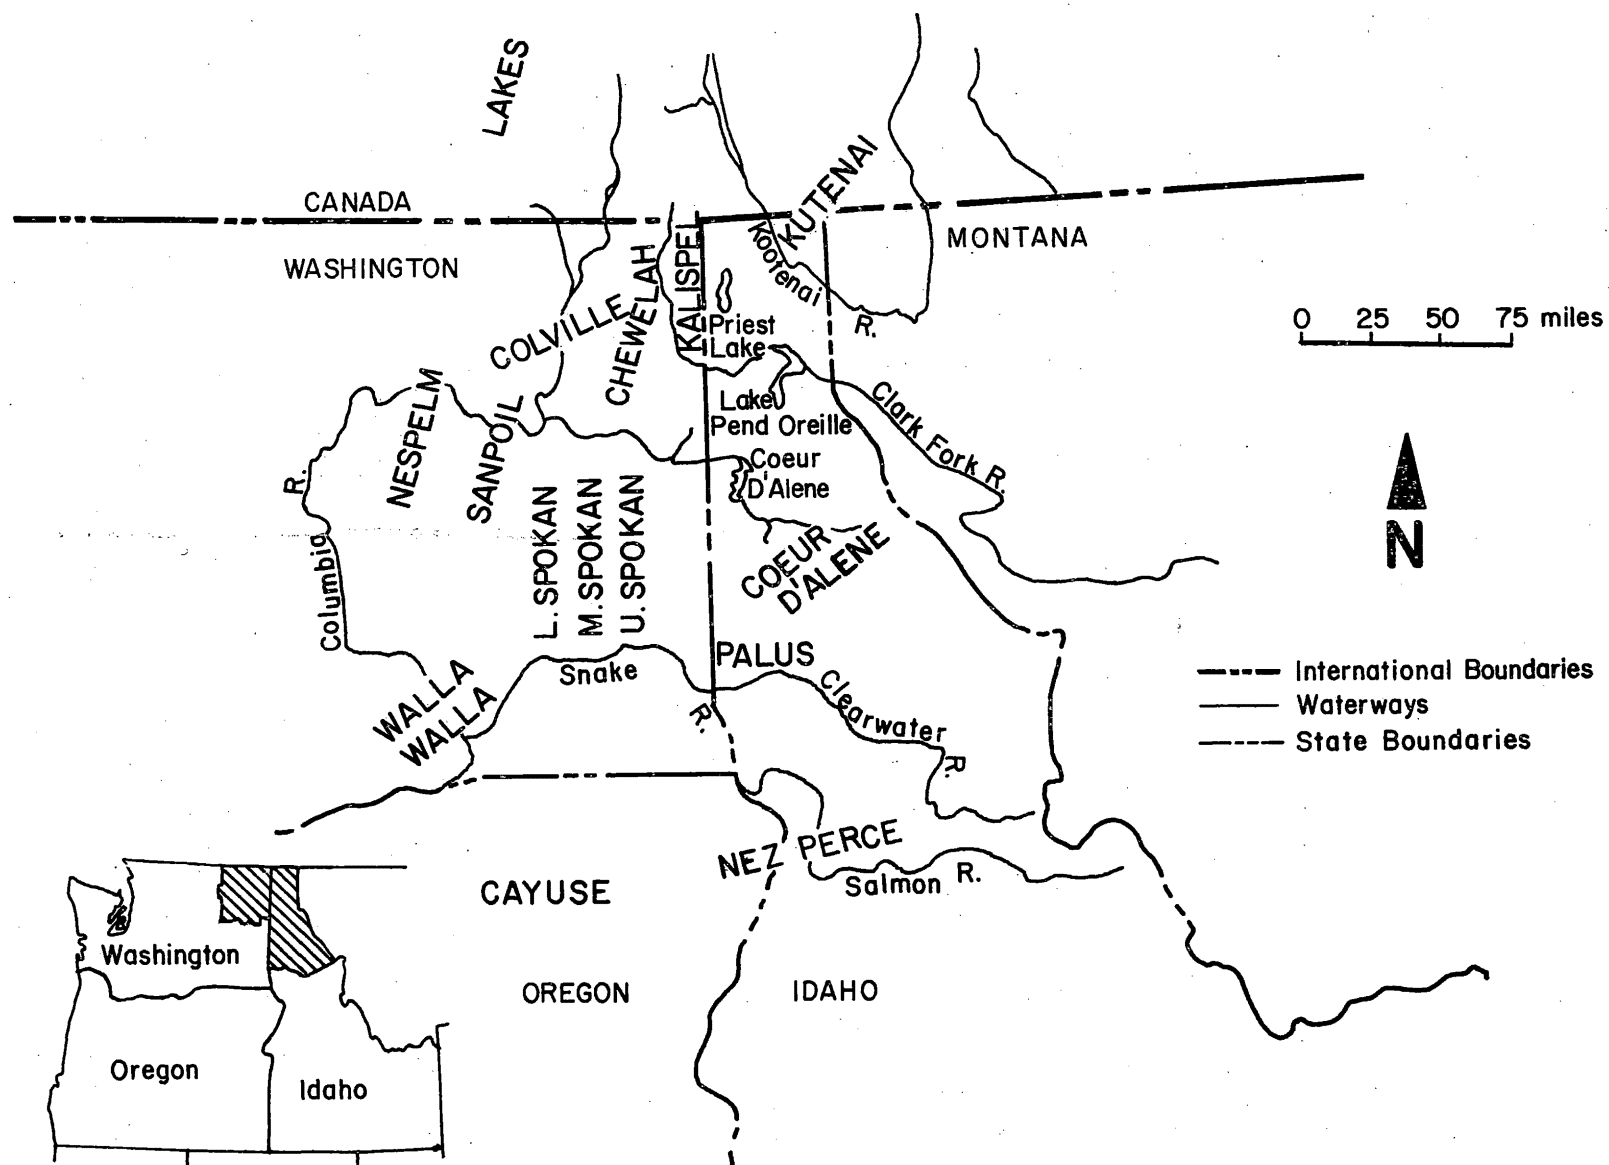 LAKES
CANADA
WASHINGTON
MONTANA
KUTENAI
Kootenai
R.
KALISPEL
CHEWELAH
COLVILLE
Priest
Lake
0 25 50 75 miles
Lake
Pend Oreille
Clark Fork R.
NESPELM
SANPOIL
Coeur
D'Alene
R.
Columbia
L. SPOKAN
M. SPOKAN
U. SPOKAN
COEUR
D'ALENE
N
PALUS
Snake
R.
Clearwater
R.
WALLA
WALLA
International Boundaries
Waterways
State Boundaries
NEZ PERCE
Salmon R.
CAYUSE
OREGON
IDAHO
Washington
Oregon
Idaho